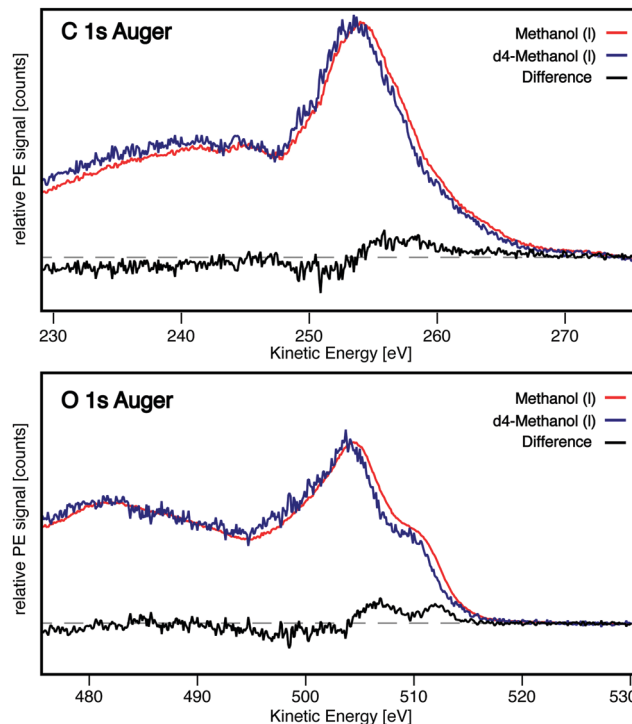 C 1s Auger
Methanol (l)
d4-Methanol (l)
Difference
relative PE signal [counts]
230 240 250 260 270
Kinetic Energy [eV]
O 1s Auger
Methanol (l)
d4-Methanol (l)
Difference
relative PE signal [counts]
480 490 500 510 520 530
Kinetic Energy [eV]